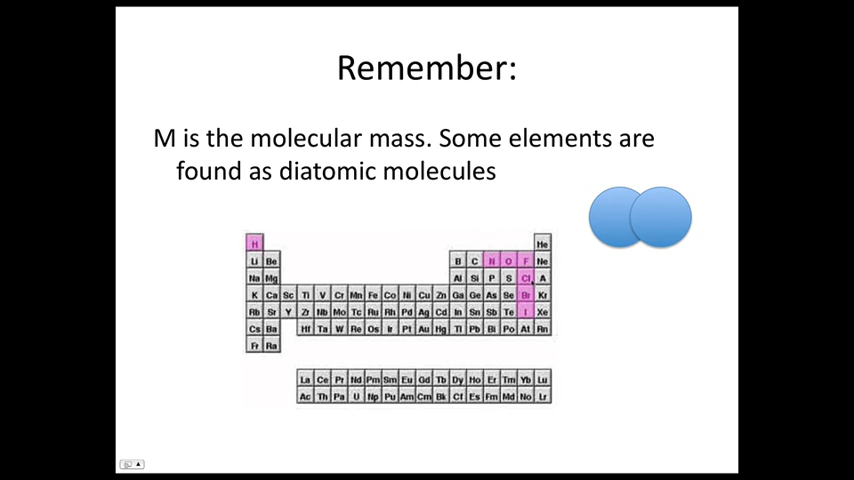 Remember:
M is the molecular mass. Some elements are
found as diatomic molecules
H He
Li Be B C N O F Ne
Na Mg Al Si P S Cl A
K Ca Sc Ti V Cr Mn Fe Co Ni Cu Zn Ga Ge As Se Br Kr
Rb Sr Y Zr Nb Mo Tc Ru Rh Pd Ag Cd In Sn Sb Te I Xe
Cs Ba Hf Ta W Re Os Ir Pt Au Hg Tl Pb Bi Po At Rn
Fr Ra
La Ce Pr Nd Pm Sm Eu Gd Tb Dy Ho Er Tm Yb Lu
Ac Th Pa U Np Pu Am Cm Bk Cf Es Fm Md No Lr